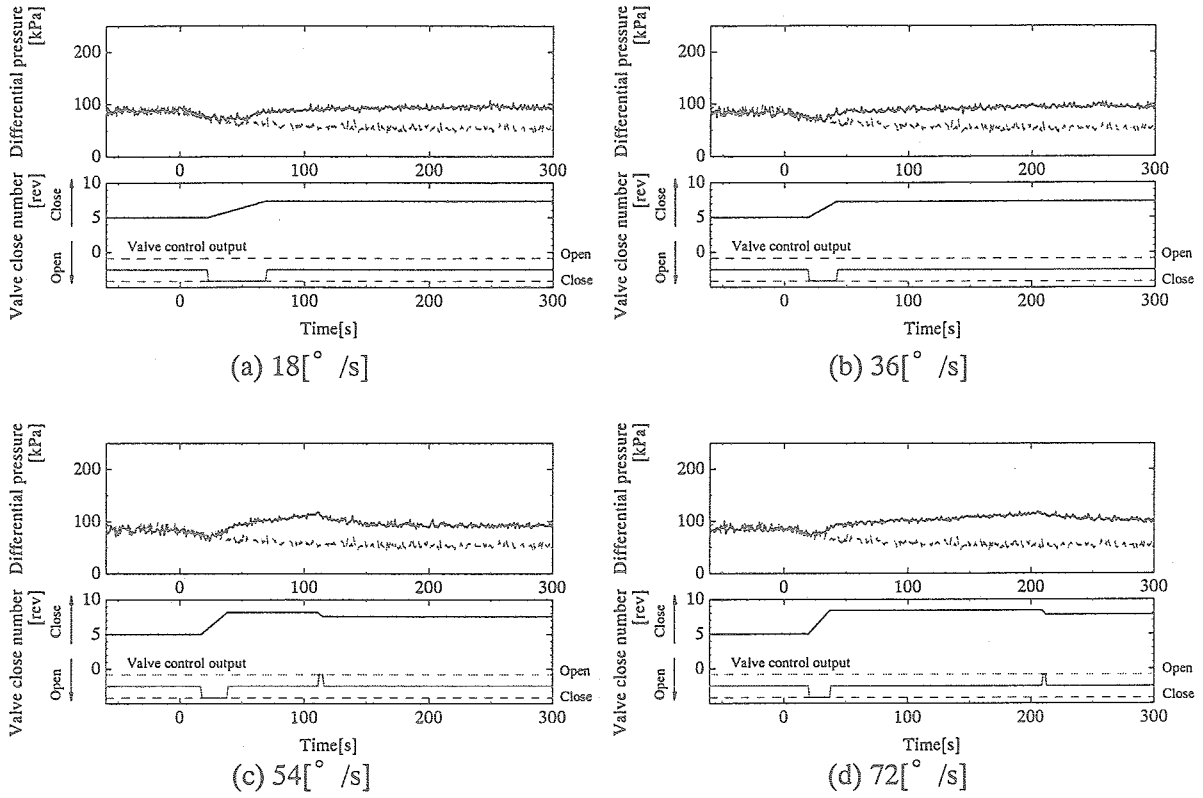 Differential pressure
[kPa]
200
100
0
0
100
200
300
Valve close number
[rev]
Close
Open
10
5
0
Valve control output
Open
Close
0
100
200
300
Time[s]
(a) 18[° /s]
Differential pressure
[kPa]
200
100
0
0
100
200
300
Valve close number
[rev]
Close
Open
10
5
0
Valve control output
Open
Close
0
100
200
300
Time[s]
(b) 36[° /s]
Differential pressure
[kPa]
200
100
0
0
100
200
300
Valve close number
[rev]
Close
Open
10
5
0
Valve control output
Open
Close
0
100
200
300
Time[s]
(c) 54[° /s]
Differential pressure
[kPa]
200
100
0
0
100
200
300
Valve close number
[rev]
Close
Open
10
5
0
Valve control output
Open
Close
0
100
200
300
Time[s]
(d) 72[° /s]